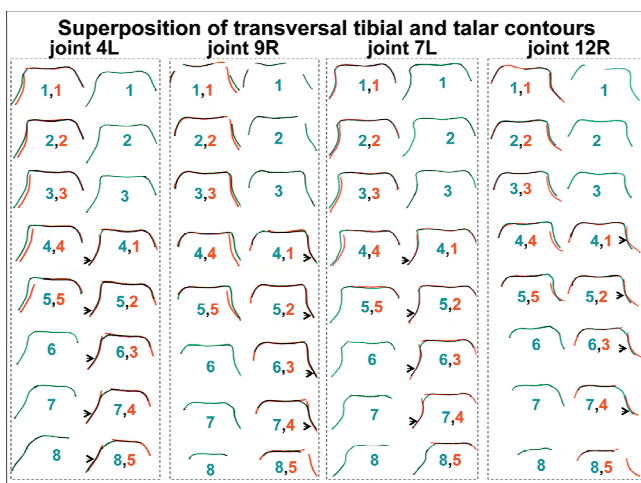 Superposition of transversal tibial and talar contours
joint 4L joint 9R joint 7L joint 12R
1,1 1 1,1 1 1,1 1 1,1 1
2,2 2 2,2 2 2,2 2 2,2 2
3,3 3 3,3 3 3,3 3 3,3 3
4,4 4,1 4,4 4,1 4,4 4,1 4,4 4,1
5,5 5,2 5,5 5,2 5,5 5,2 5,5 5,2
6 6,3 6 6,3 6 6,3 6 6,3
7 7,4 7 7,4 7 7,4 7 7,4
8 8,5 8 8,5 8 8,5 8 8,5